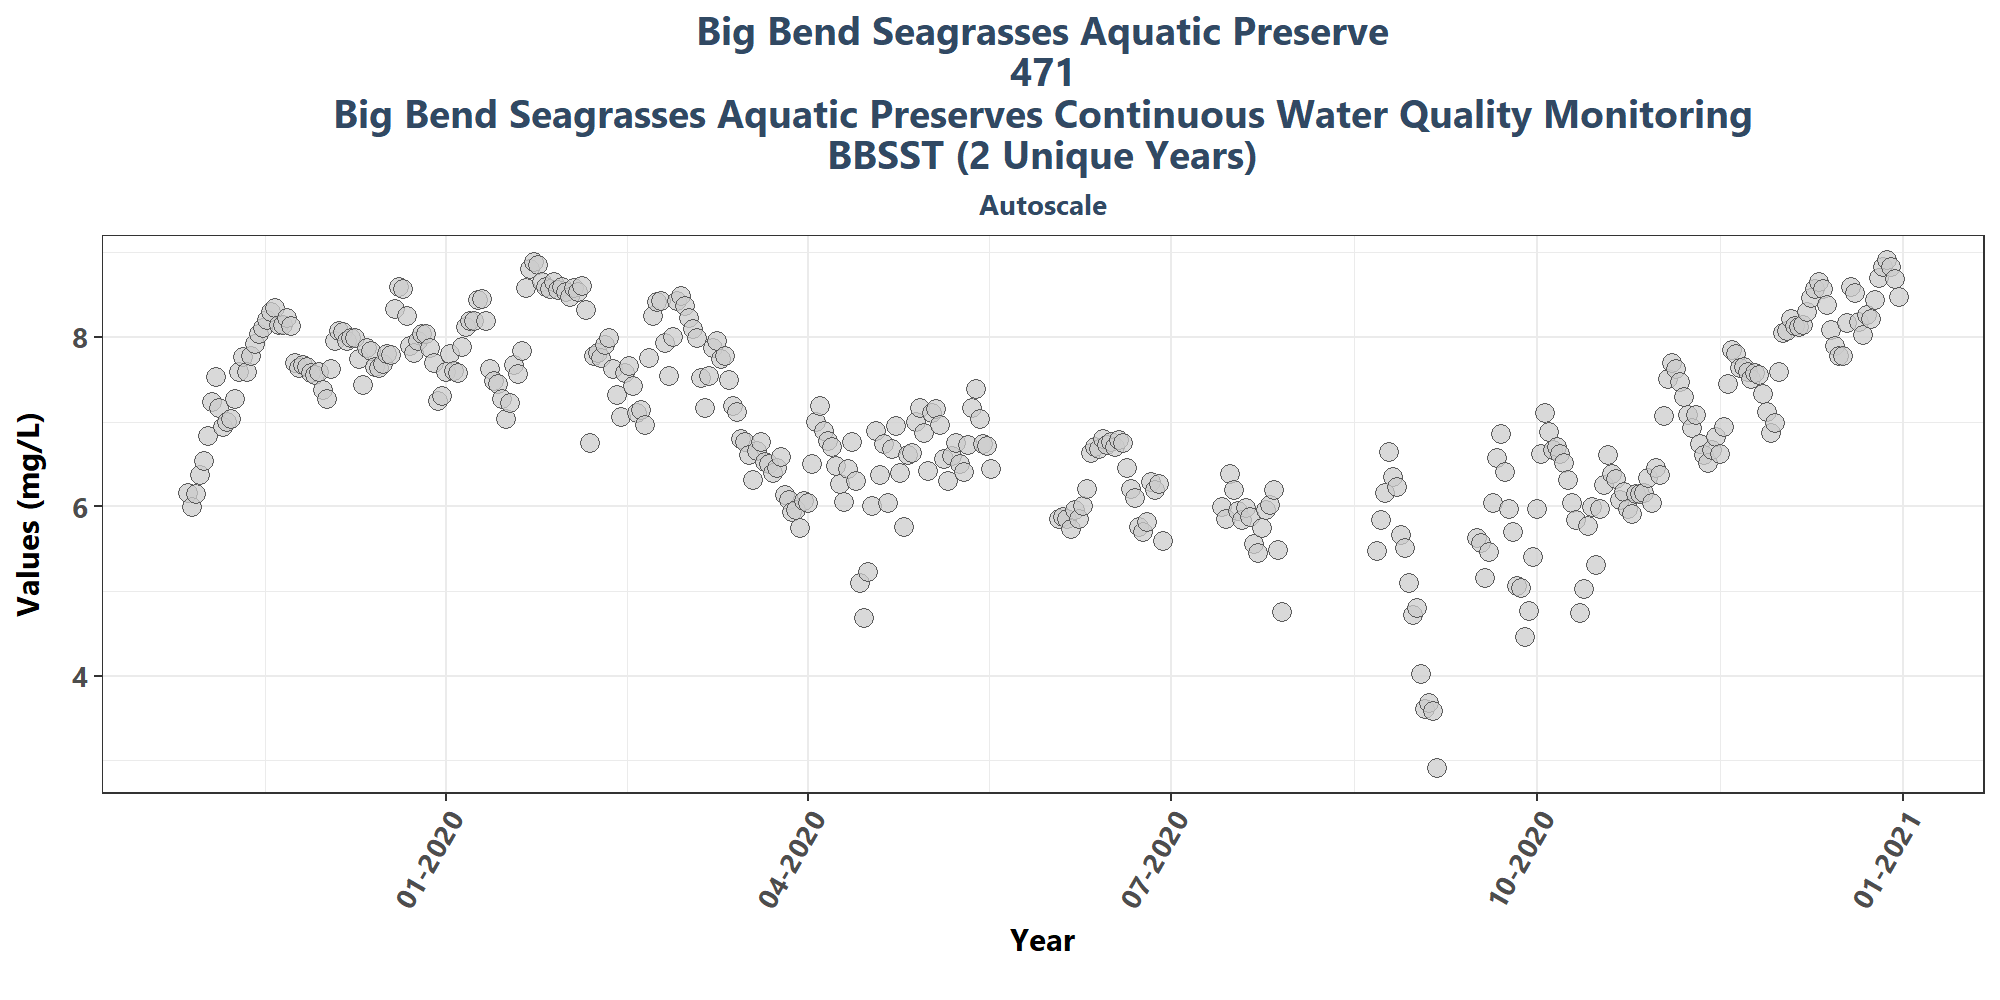 Big Bend Seagrasses Aquatic Preserve
471
Big Bend Seagrasses Aquatic Preserves Continuous Water Quality Monitoring
BBSST (2 Unique Years)
Autoscale
Values (mg/L)
8
6
4
01-2020
04-2020
07-2020
10-2020
01-2021
Year